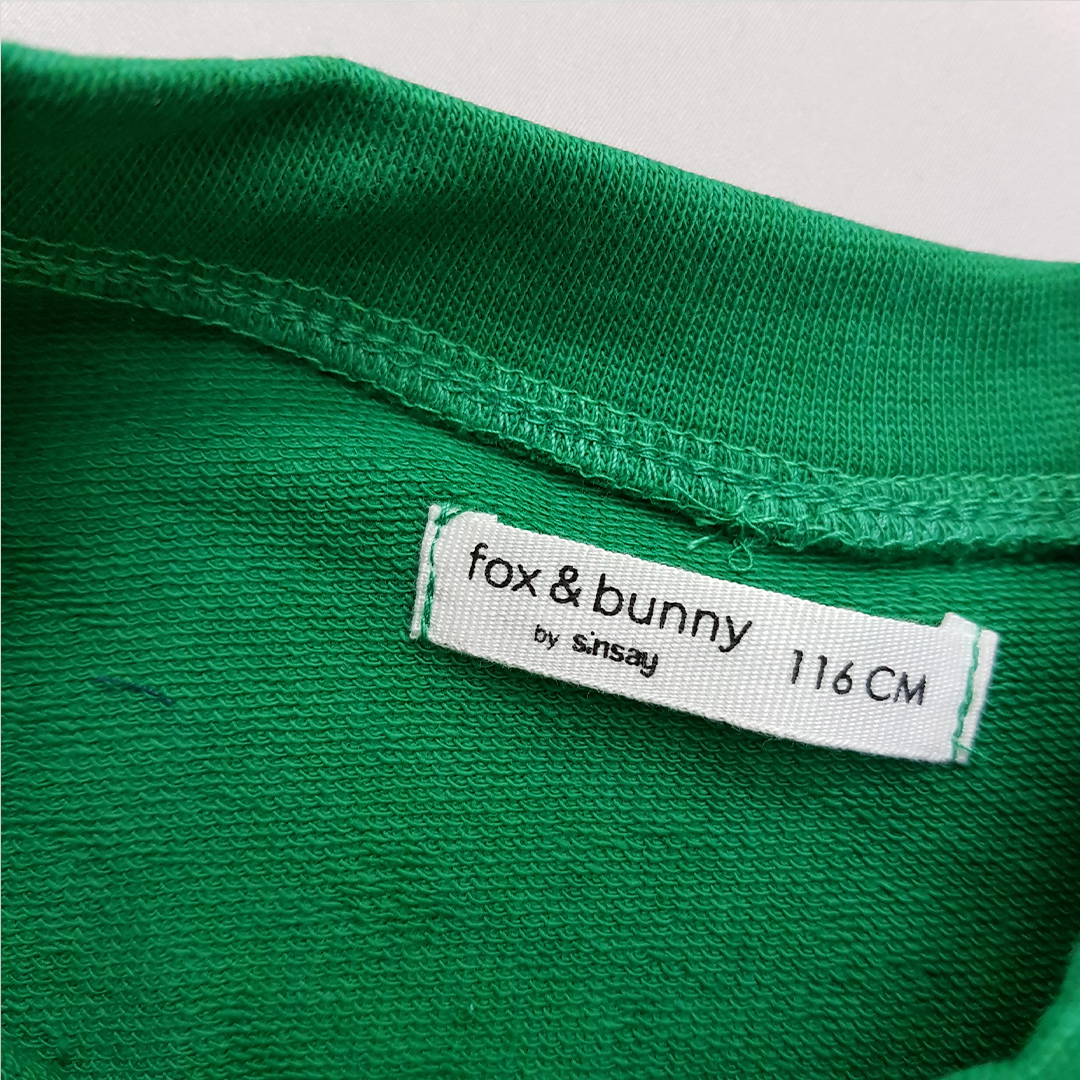 fox & bunny
by sinsay
116 CM